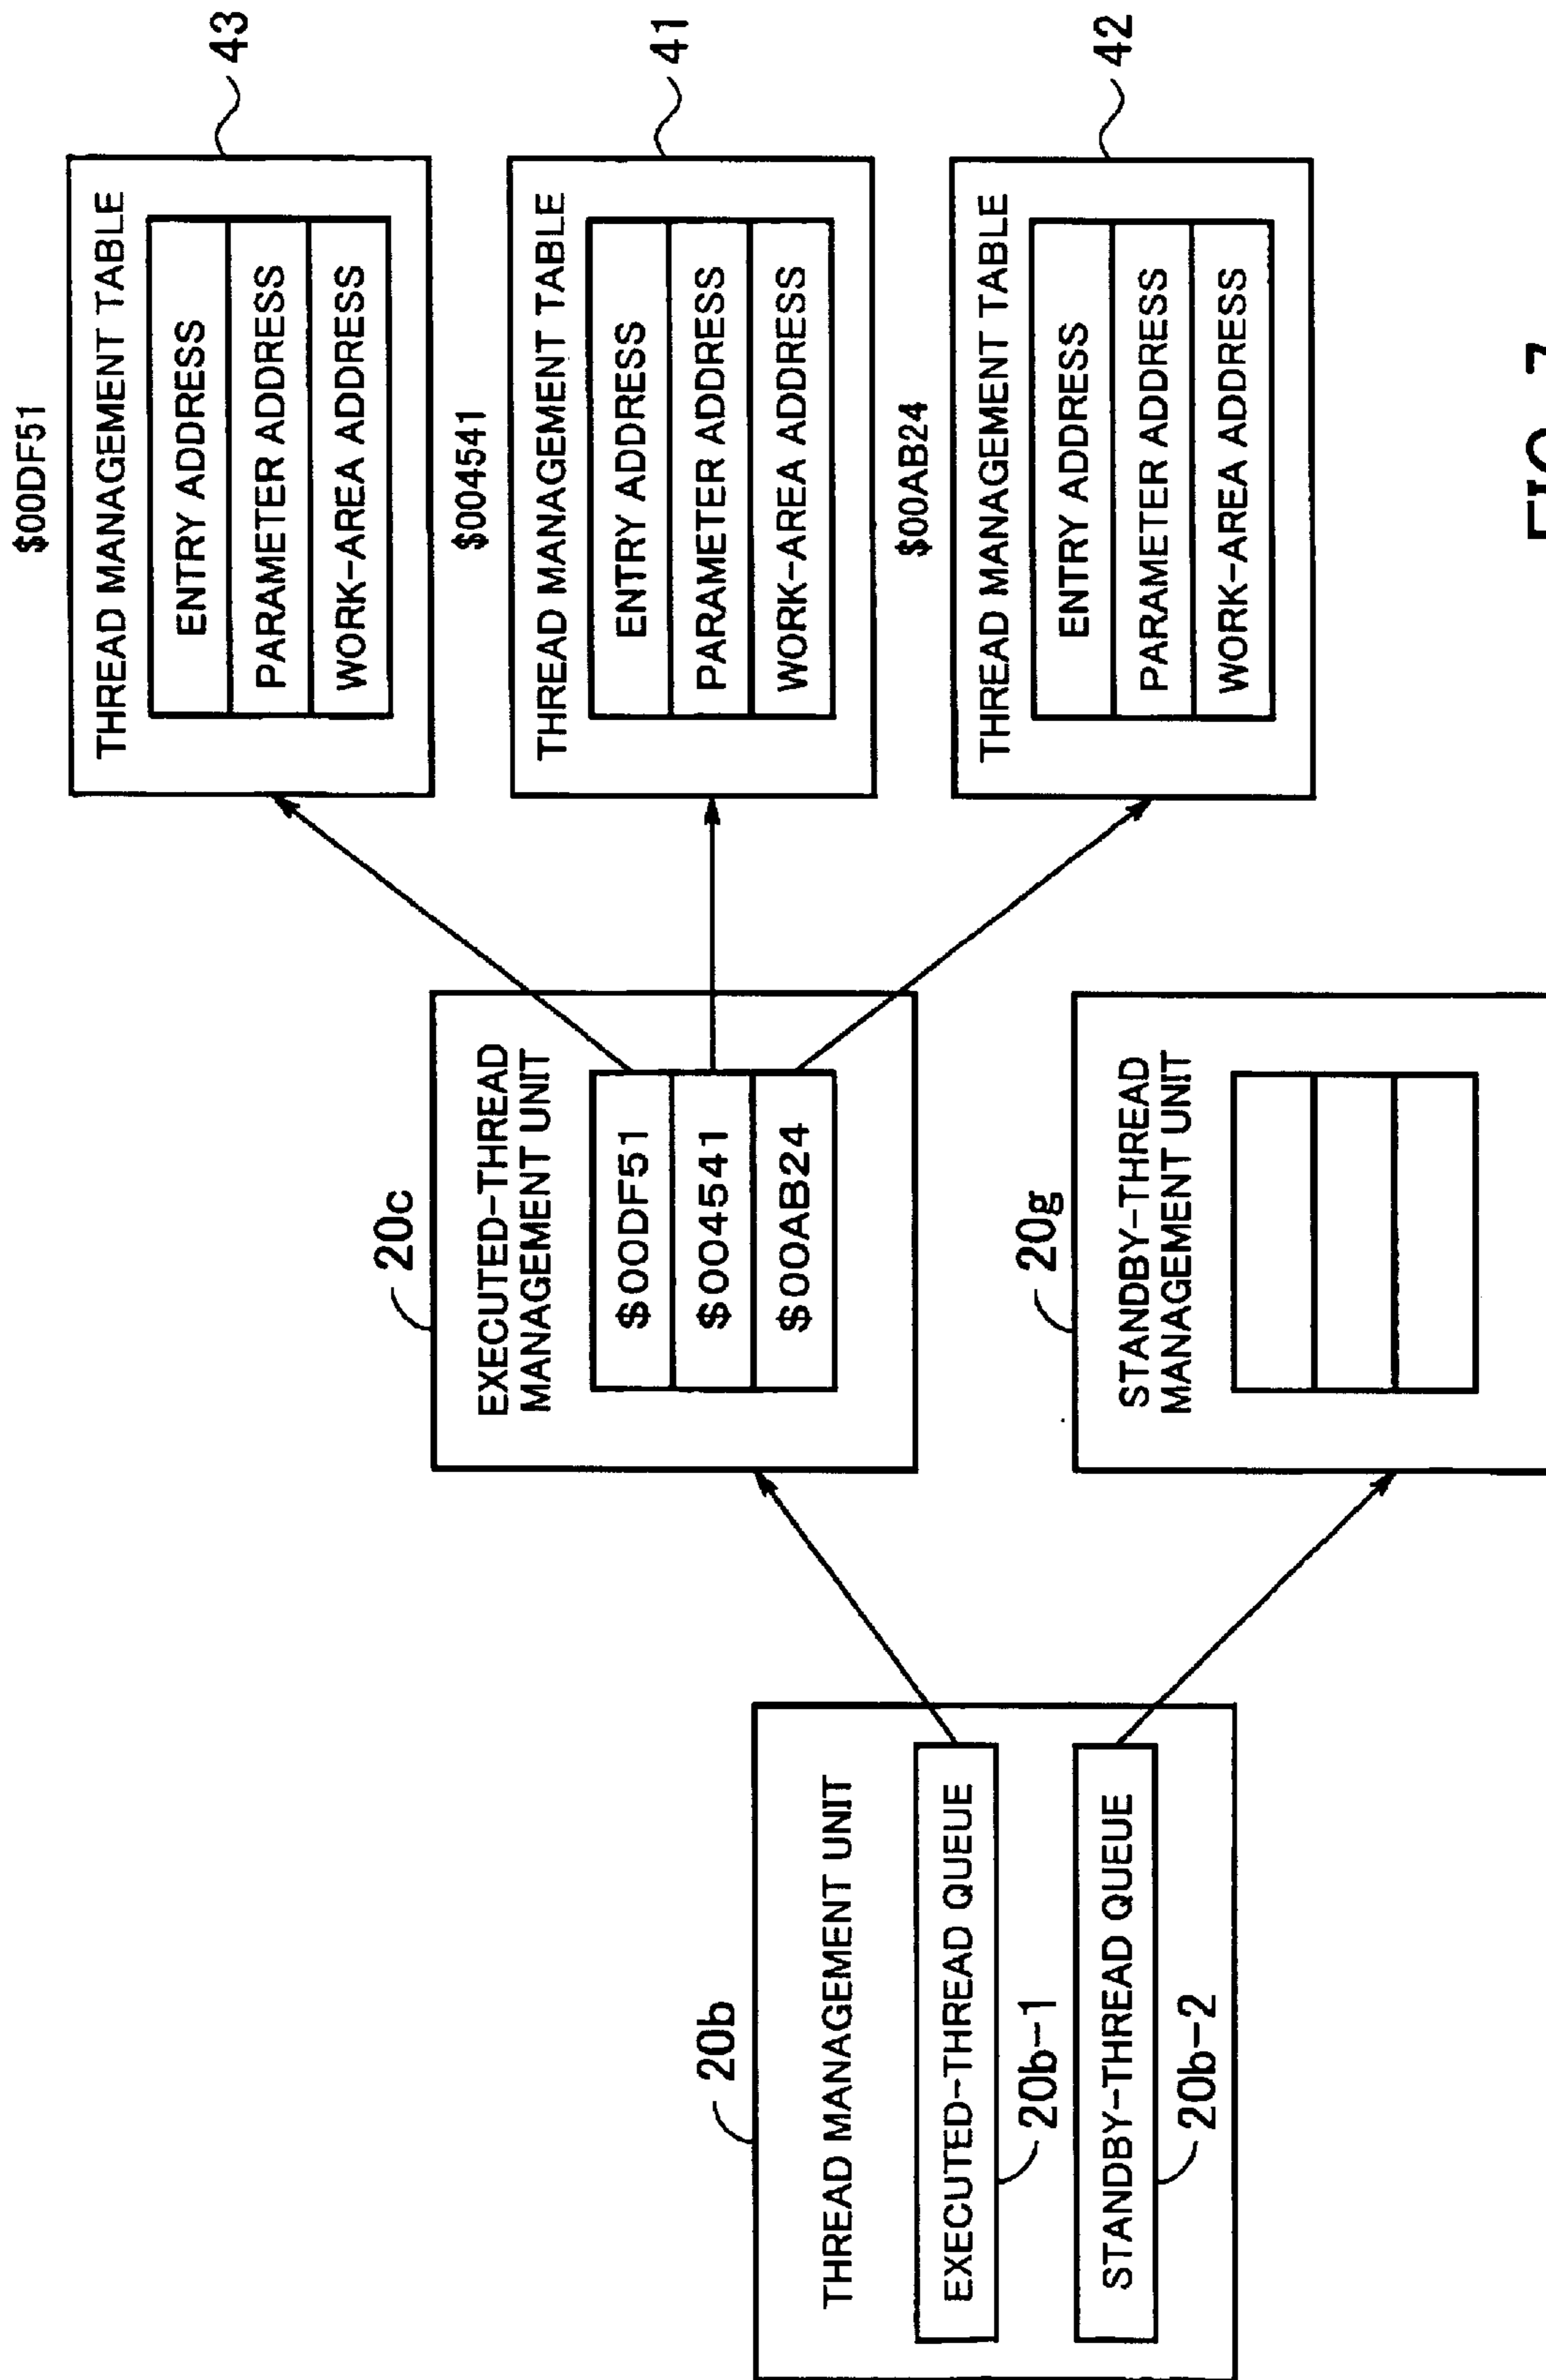 20b
THREAD MANAGEMENT UNIT
EXECUTED-THREAD QUEUE
20b-1
STANDBY-THREAD QUEUE
20b-2
20c
EXECUTED-THREAD
MANAGEMENT UNIT
$00DF51
$004541
$00AB24
20g
STANDBY-THREAD
MANAGEMENT UNIT
$00DF51
THREAD MANAGEMENT TABLE
ENTRY ADDRESS
PARAMETER ADDRESS
WORK-AREA ADDRESS
43
$004541
THREAD MANAGEMENT TABLE
ENTRY ADDRESS
PARAMETER ADDRESS
WORK-AREA ADDRESS
41
$00AB24
THREAD MANAGEMENT TABLE
ENTRY ADDRESS
PARAMETER ADDRESS
WORK-AREA ADDRESS
42